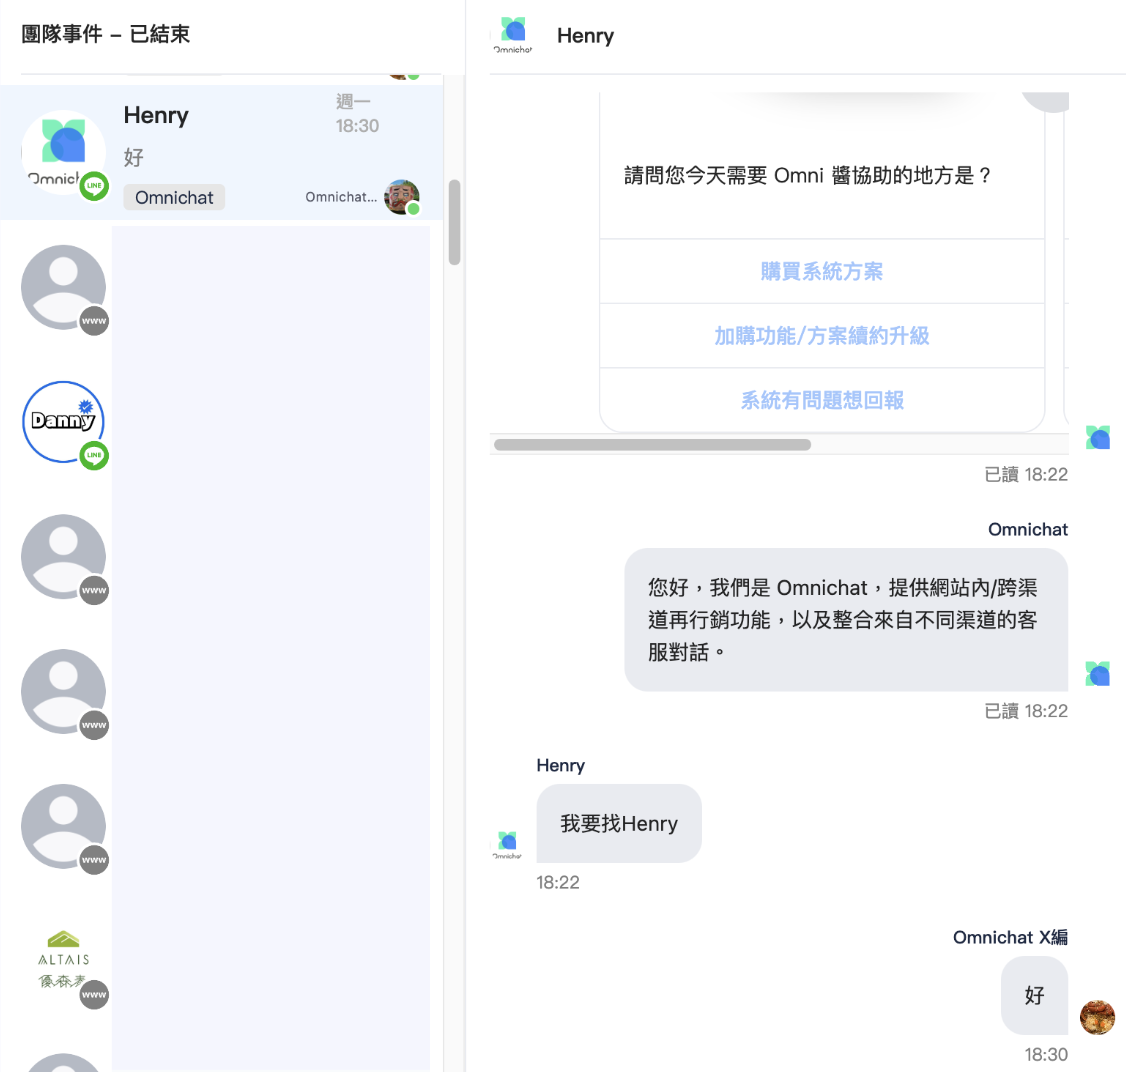 團隊事件 – 已結束
Henry
週一
18:30
好
Omnichat
Omnichat...
LINE
www
Danny
LINE
www
www
www
ALTAIS
優森美
www
Omnichat
Henry
請問您今天需要 Omni 醬協助的地方是？
購買系統方案
加購功能/方案續約升級
系統有問題想回報
已讀 18:22
Omnichat
您好，我們是 Omnichat，提供網站內/跨渠
道再行銷功能，以及整合來自不同渠道的客
服對話。
已讀 18:22
Henry
我要找Henry
Omnichat
18:22
Omnichat X編
好
18:30